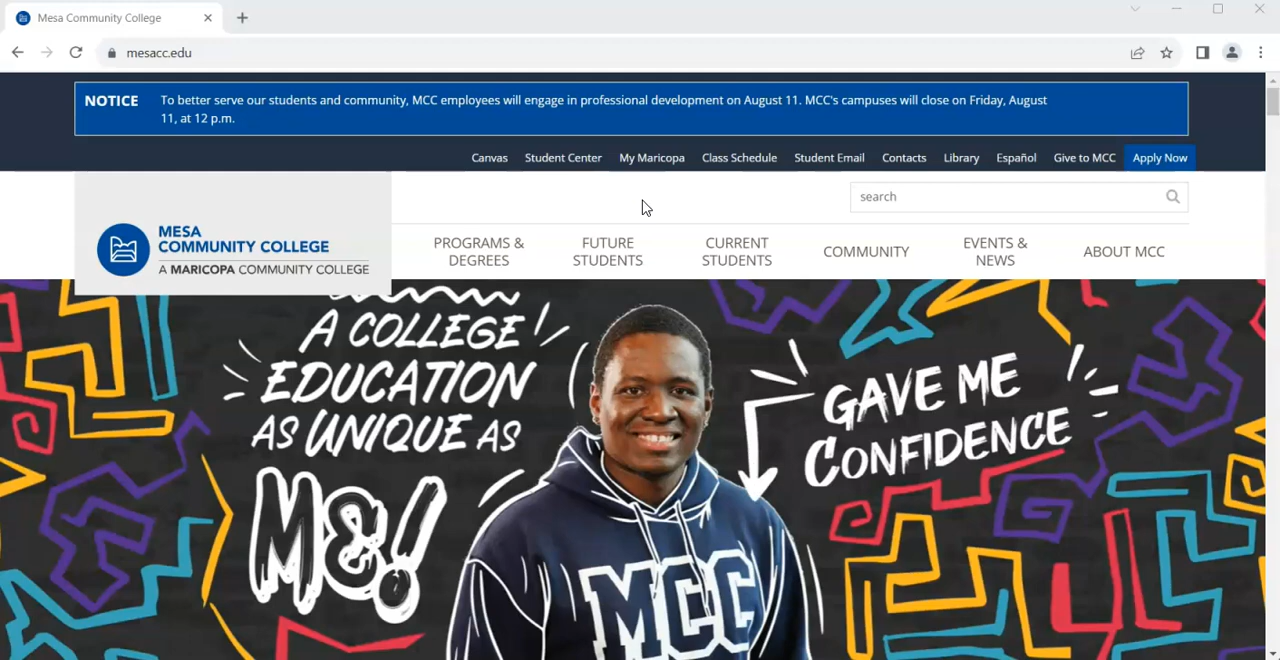 Mesa Community College
mesacc.edu
NOTICE
To better serve our students and community, MCC employees will engage in professional development on August 11. MCC's campuses will close on Friday, August
11, at 12 p.m.
Canvas Student Center My Maricopa Class Schedule Student Email Contacts Library Español Give to MCC Apply Now
search
MESA
COMMUNITY COLLEGE
A MARICOPA COMMUNITY COLLEGE
PROGRAMS &
DEGREES
FUTURE
STUDENTS
CURRENT
STUDENTS
COMMUNITY
EVENTS &
NEWS
ABOUT MCC
A COLLEGE
EDUCATION
AS UNIQUE AS
ME!
GAVE ME
CONFIDENCE
MCC